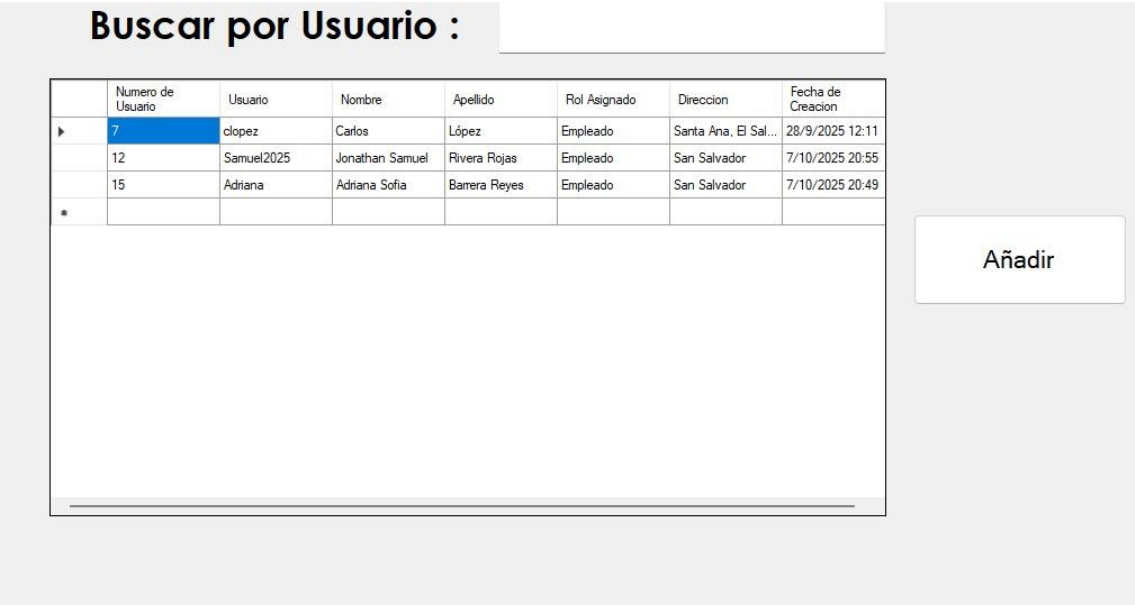 Buscar por Usuario :
Numero de Usuario Usuario Nombre Apellido Rol Asignado Direccion Fecha de Creacion
7 clopez Carlos López Empleado Santa Ana, El Sal... 28/9/2025 12:11
12 Samuel2025 Jonathan Samuel Rivera Rojas Empleado San Salvador 7/10/2025 20:55
15 Adriana Adriana Sofia Barrera Reyes Empleado San Salvador 7/10/2025 20:49
Añadir